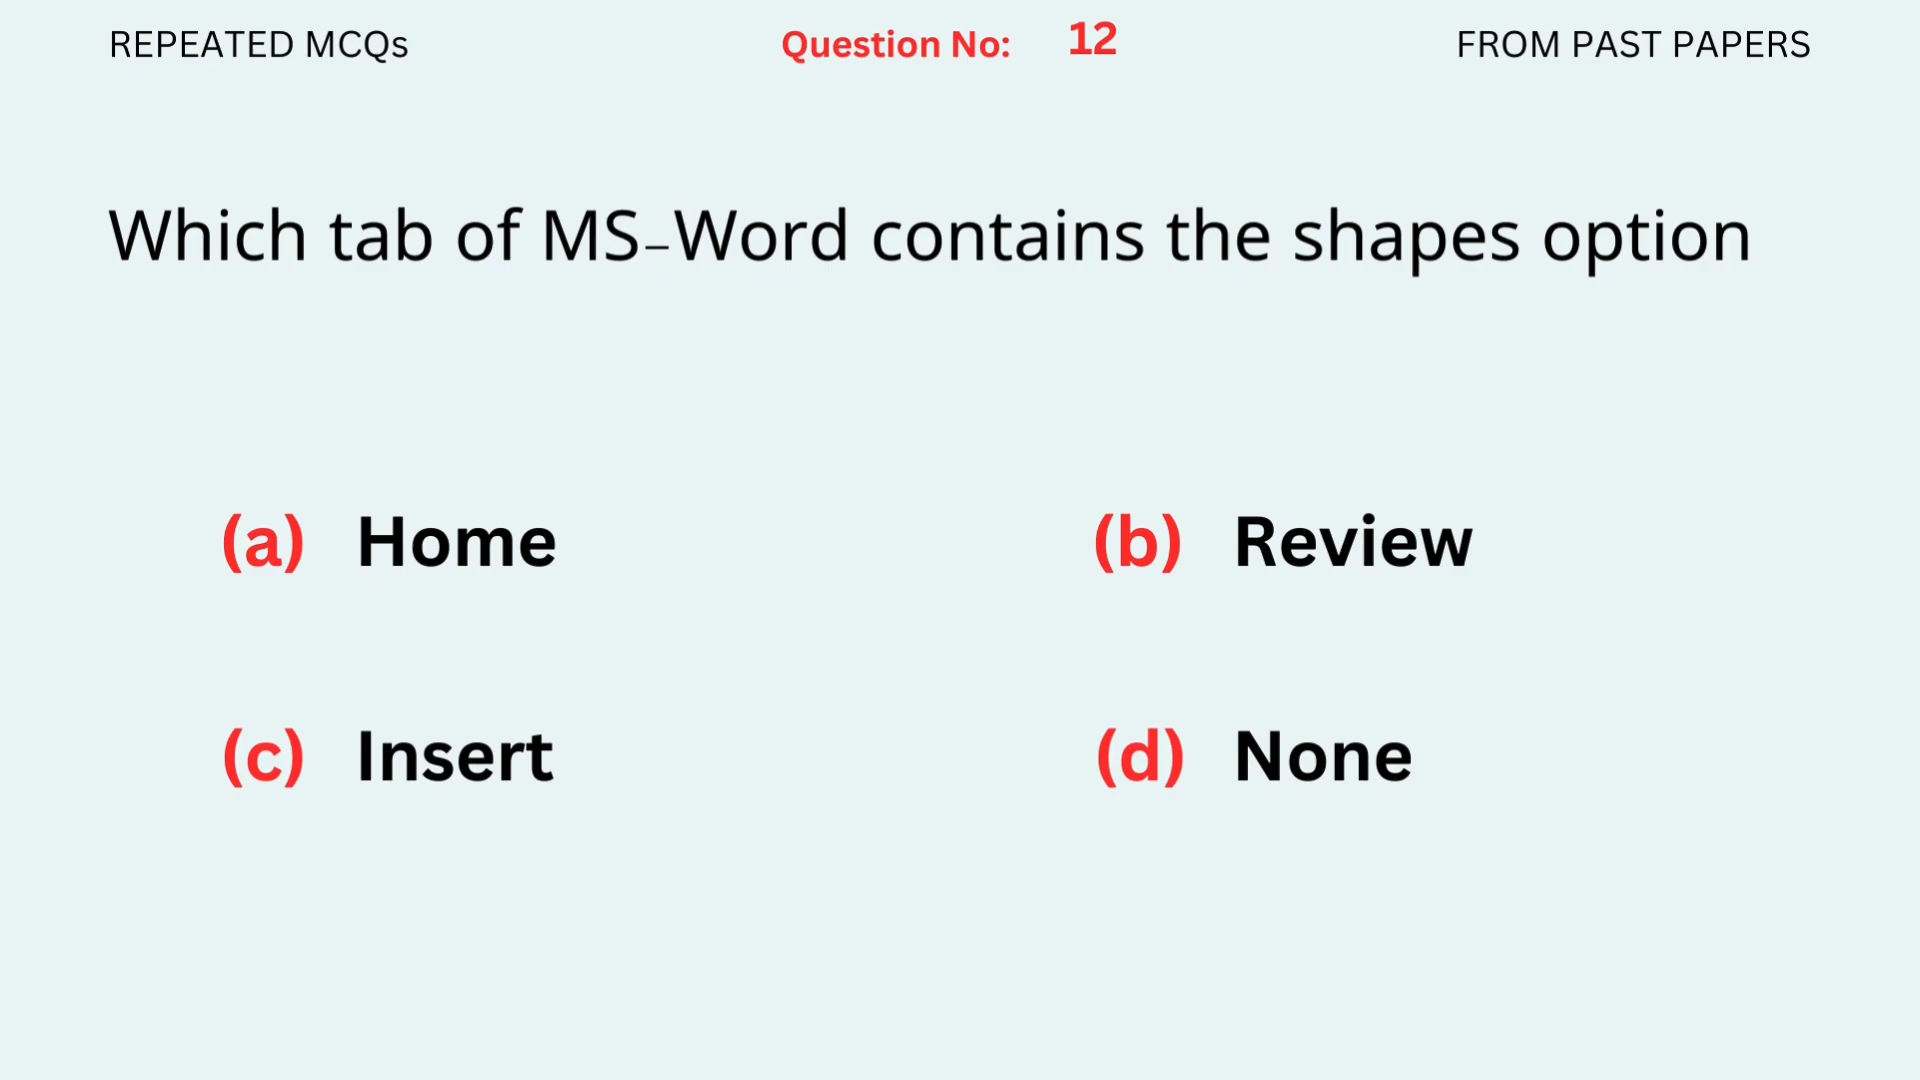 REPEATED MCQs
Question No: 12
FROM PAST PAPERS
Which tab of MS–Word contains the shapes option
(a) Home
(b) Review
(c) Insert
(d) None